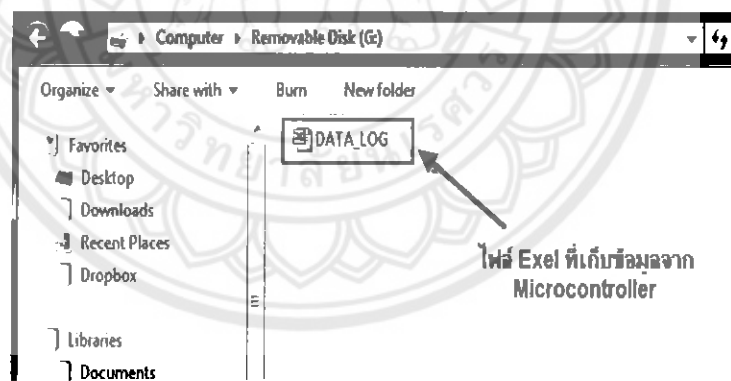 Computer ▸ Removable Disk (G:)
Organize ▾ Share with ▾ Burn New folder
Favorites
Desktop
Downloads
Recent Places
Dropbox
Libraries
Documents
DATA_LOG
ไฟล์ Exel ที่เก็บข้อมูลจาก
Microcontroller